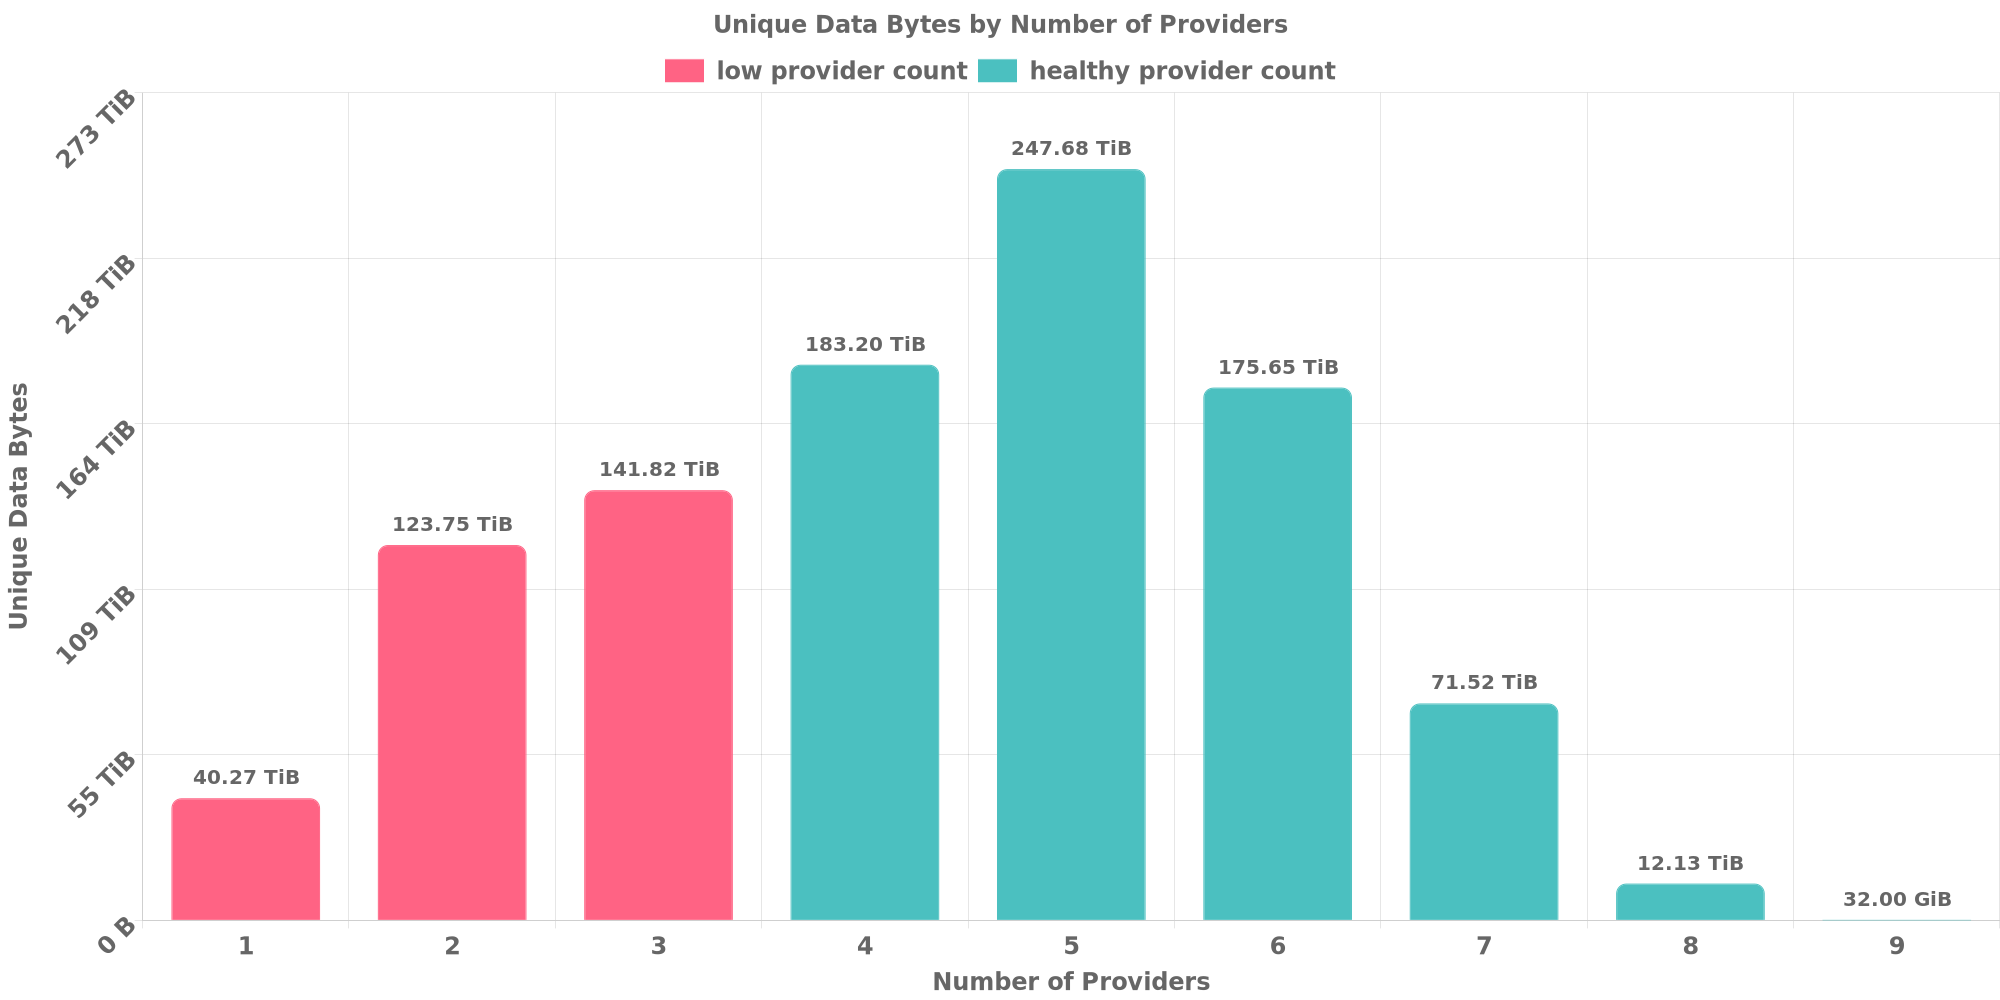 Unique Data Bytes by Number of Providers
low provider count healthy provider count
273 TiB
218 TiB
164 TiB
109 TiB
55 TiB
0 B
Unique Data Bytes
40.27 TiB
123.75 TiB
141.82 TiB
183.20 TiB
247.68 TiB
175.65 TiB
71.52 TiB
12.13 TiB
32.00 GiB
1 2 3 4 5 6 7 8 9
Number of Providers